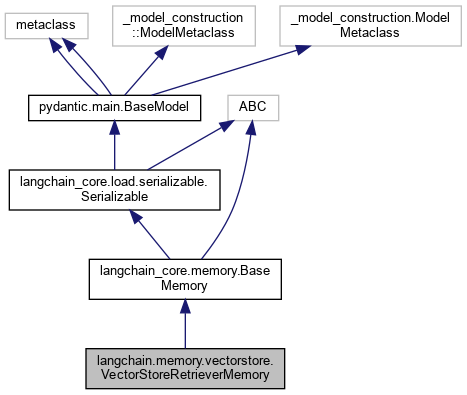 metaclass
_model_construction
::ModelMetaclass
_model_construction.Model
Metaclass
pydantic.main.BaseModel
ABC
langchain_core.load.serializable.
Serializable
langchain_core.memory.Base
Memory
langchain.memory.vectorstore.
VectorStoreRetrieverMemory